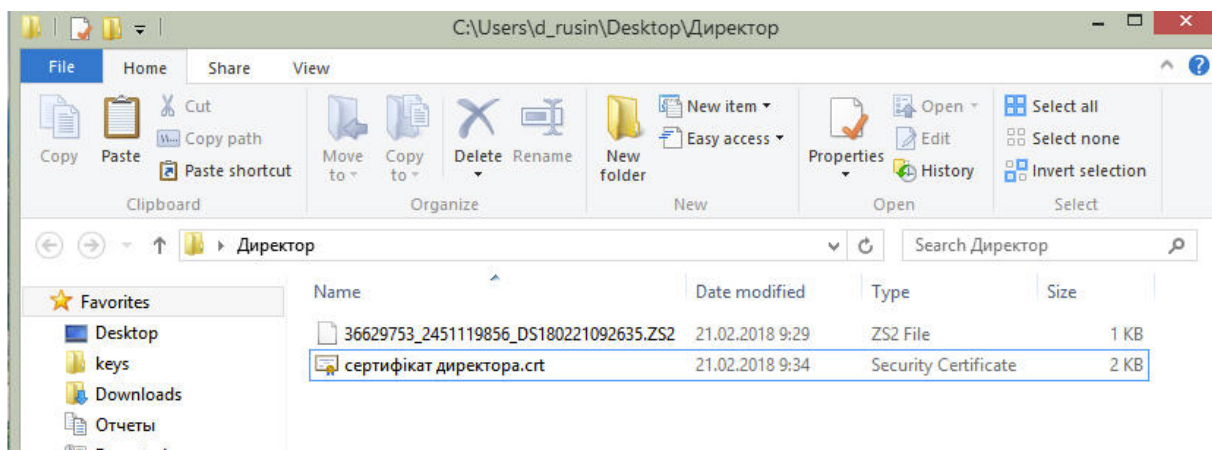 C:\Users\d_rusin\Desktop\Директор
File Home Share View
Copy
Paste
Cut
Copy path
Paste shortcut
Clipboard
Move to
Copy to
Delete
Rename
Organize
New folder
New item
Easy access
New
Properties
Open
Edit
History
Open
Select all
Select none
Invert selection
Select
Директор
Search Директор
Favorites
Desktop
keys
Downloads
Отчеты
Name Date modified Type Size
36629753_2451119856_DS180221092635.ZS2 21.02.2018 9:29 ZS2 File 1 KB
сертифікат директора.crt 21.02.2018 9:34 Security Certificate 2 KB